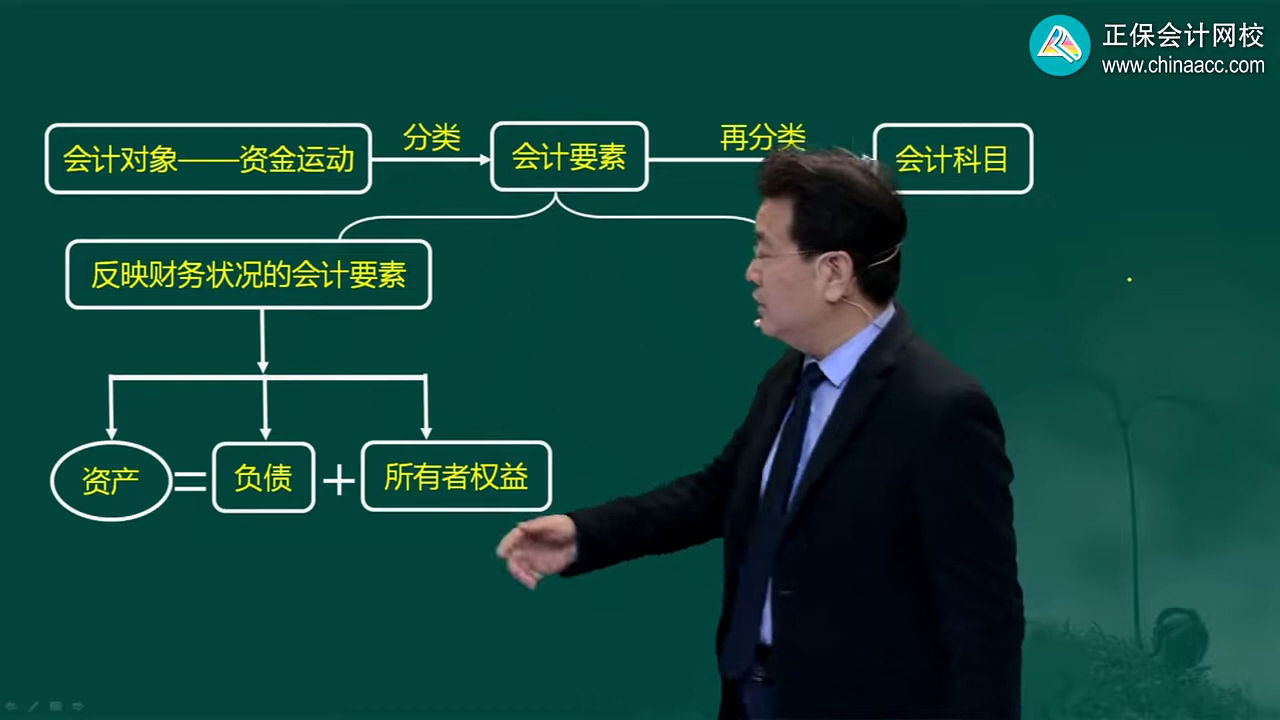 正保会计网校
www.chinaacc.com
分类
再分类
会计对象——资金运动
会计要素
会计科目
反映财务状况的会计要素
资产
=
负债
+
所有者权益